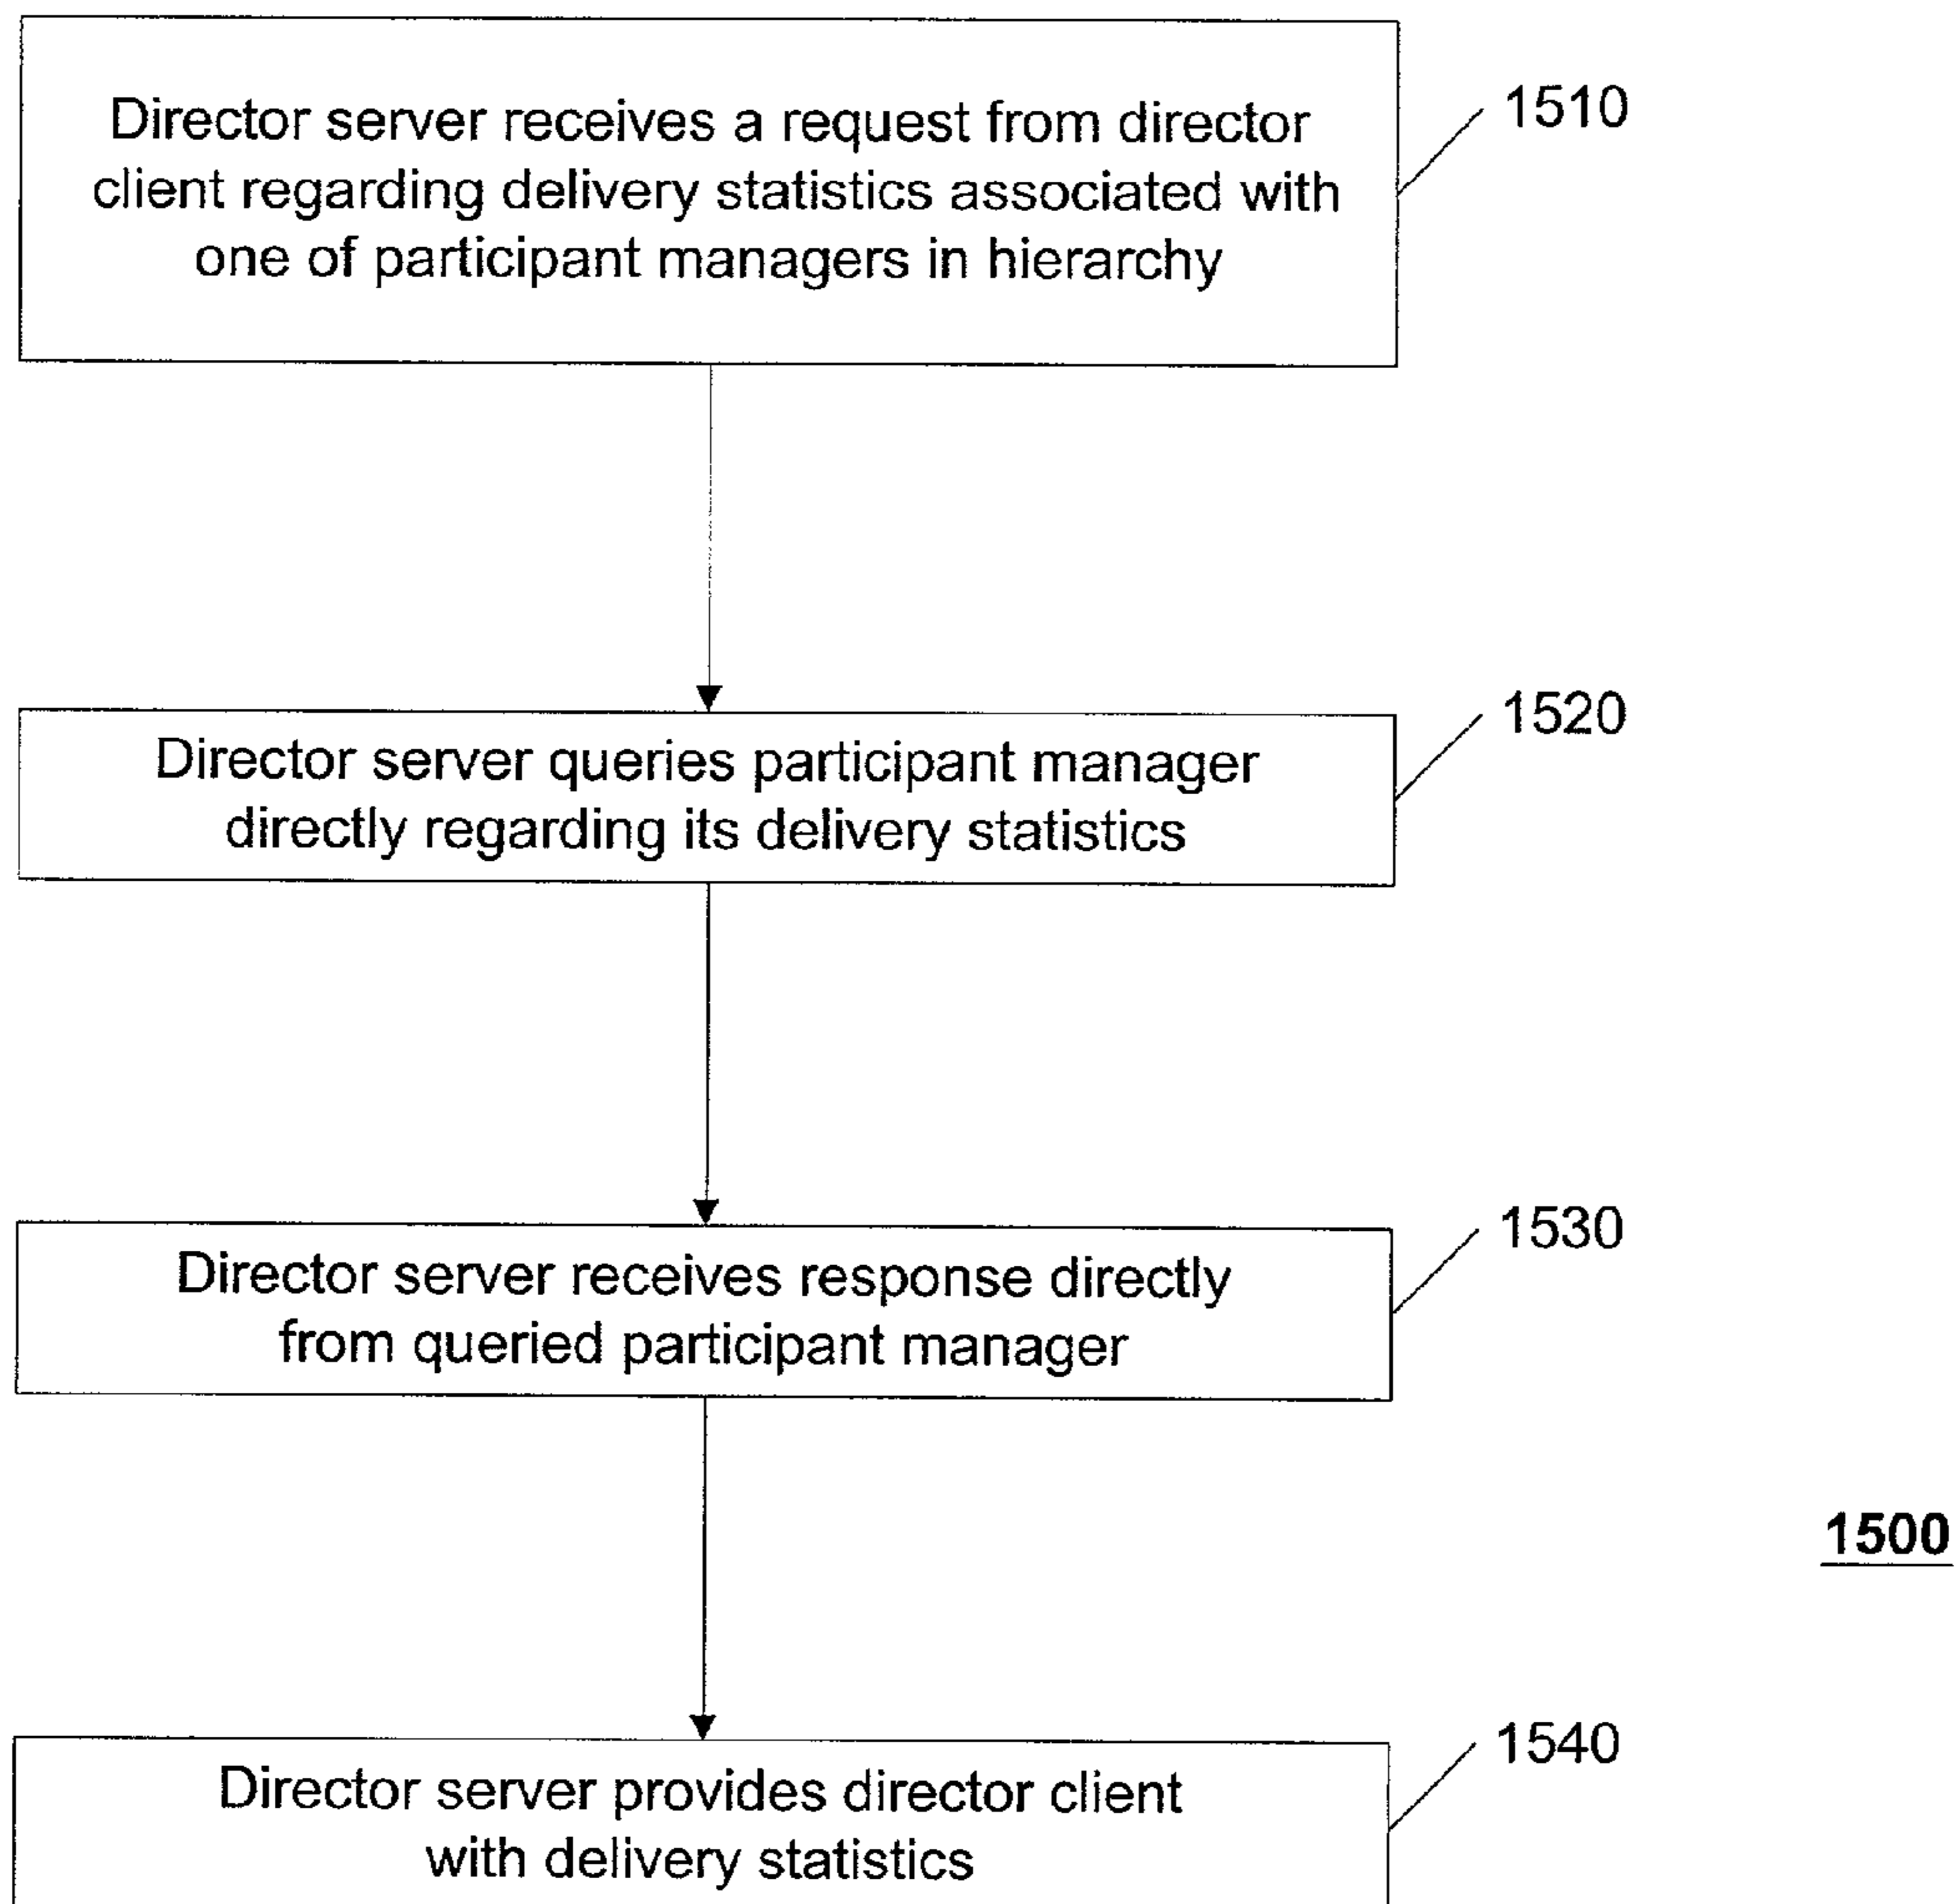 Director server receives a request from director
client regarding delivery statistics associated with
one of participant managers in hierarchy
1510
Director server queries participant manager
directly regarding its delivery statistics
1520
Director server receives response directly
from queried participant manager
1530
1500
Director server provides director client
with delivery statistics
1540